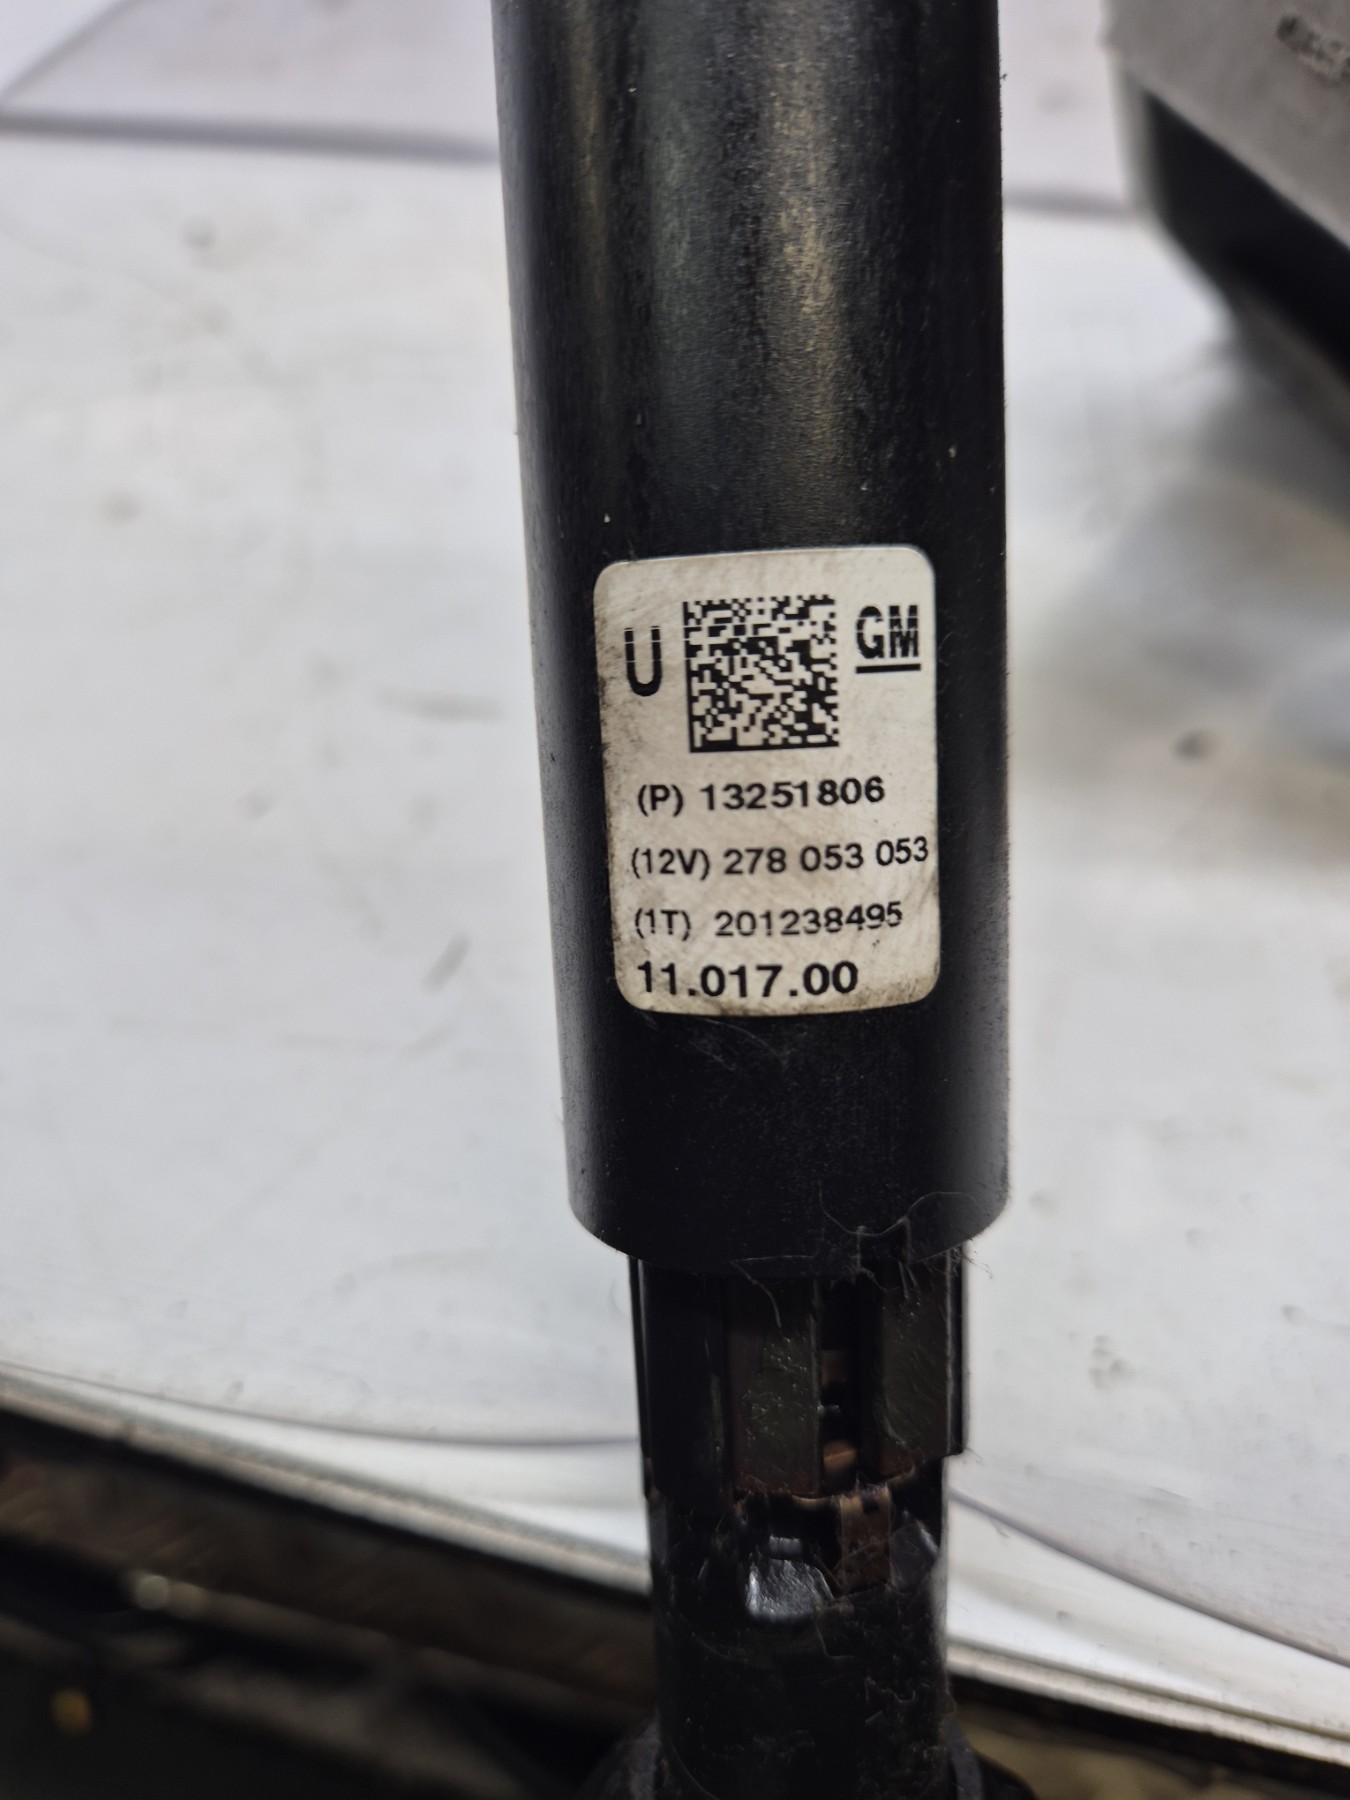 U GM
(P) 13251806
(12V) 278 053 053
(1T) 201238495
11.017.00